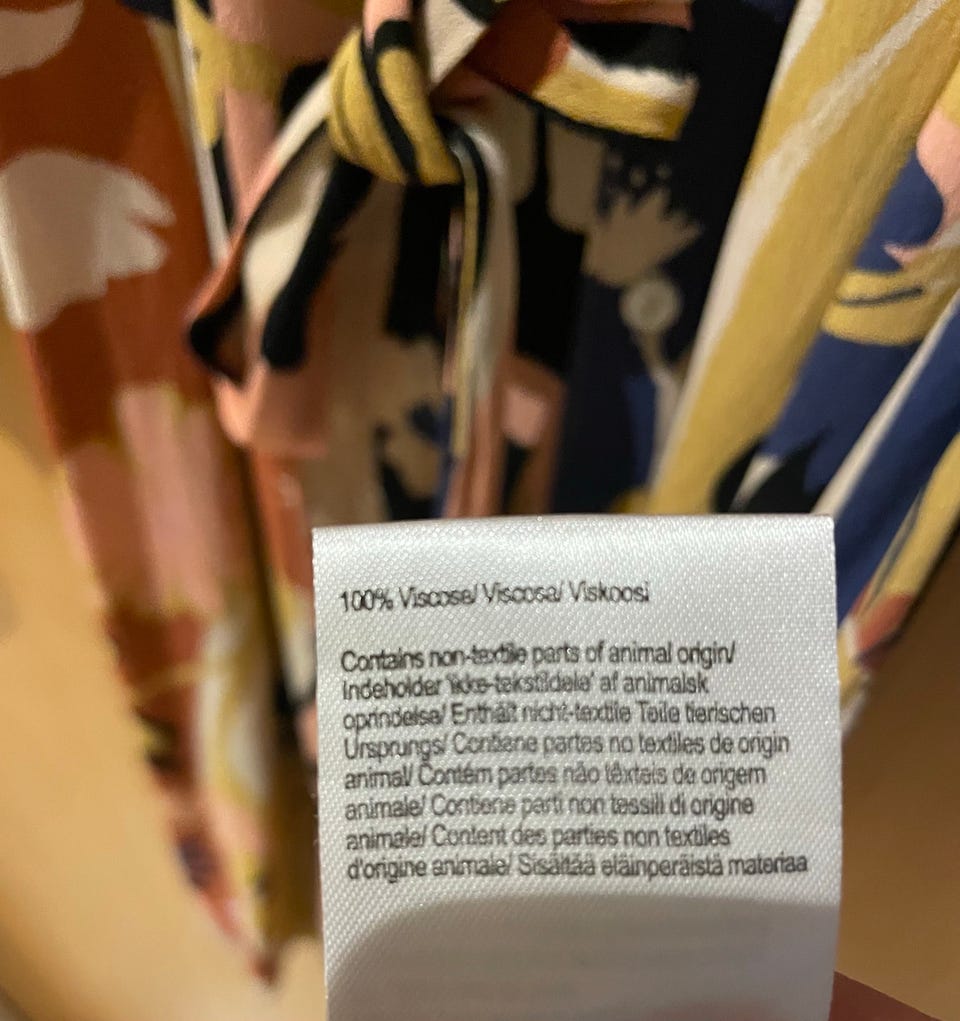 100% Viscose/ Viscosa/ Viskoosi
Contains non-textile parts of animal origin/
Indeholder 'ikke-tekstildele' af animalsk
oprindelse/ Enthält nicht-textile Teile tierischen
Ursprungs/ Contiene partes no textiles de origin
animal/ Contém partes não têxteis de origem
animale/ Contiene parti non tessili di origine
animale/ Content des parties non textiles
d'origine animale/ Sisältää eläinperäistä materiaa